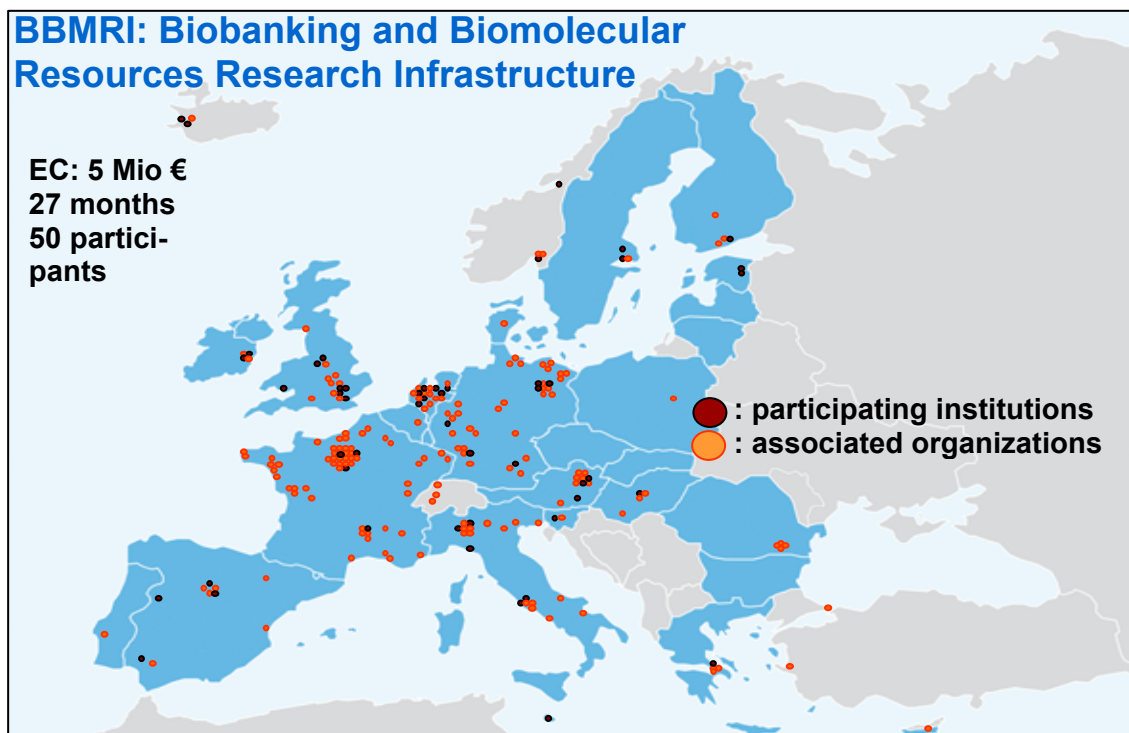 BBMRI: Biobanking and Biomolecular
Resources Research Infrastructure
EC: 5 Mio €
27 months
50 partici-
pants
: participating institutions
: associated organizations